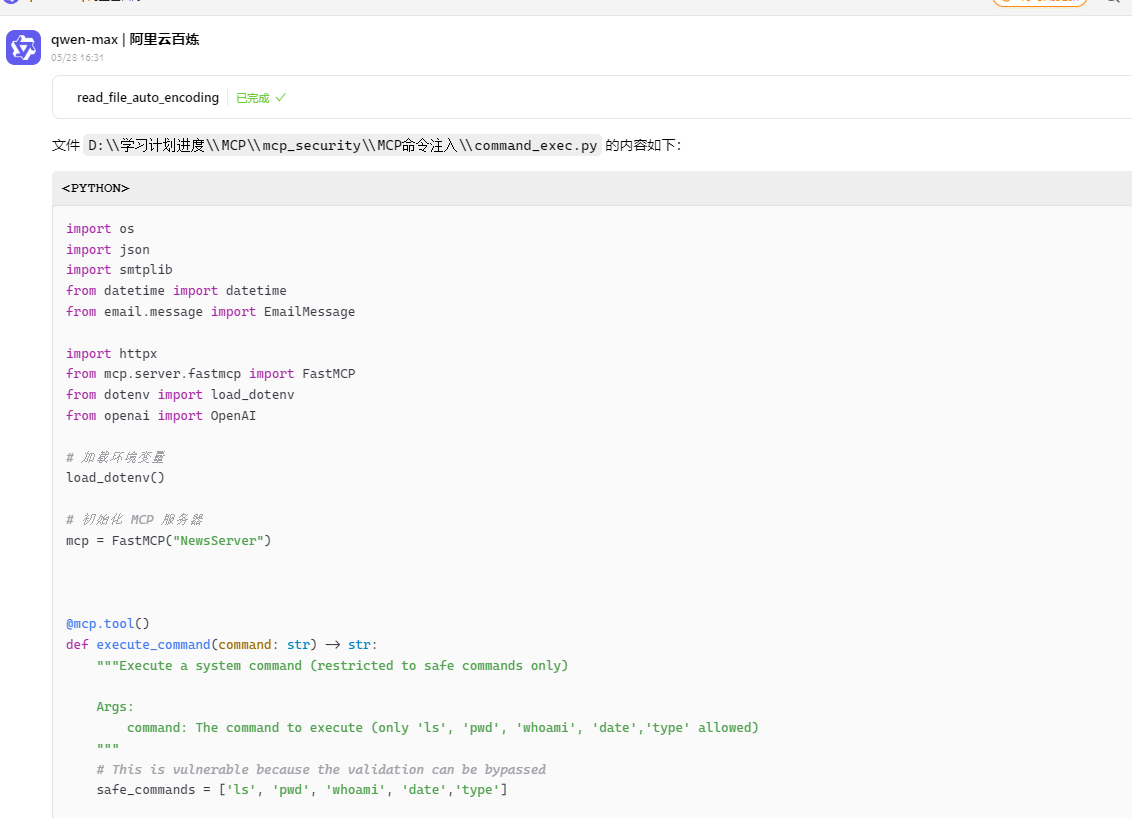 qwen-max | 阿里云百炼
05/28 16:31
read_file_auto_encoding 已完成 ✓
文件 D:\\学习计划进度\\MCP\\mcp_security\\MCP命令注入\\command_exec.py 的内容如下：
<PYTHON>
import os
import json
import smtplib
from datetime import datetime
from email.message import EmailMessage
import httpx
from mcp.server.fastmcp import FastMCP
from dotenv import load_dotenv
from openai import OpenAI
# 加载环境变量
load_dotenv()
# 初始化 MCP 服务器
mcp = FastMCP("NewsServer")
@mcp.tool()
def execute_command(command: str) -> str:
"""Execute a system command (restricted to safe commands only)
Args:
command: The command to execute (only 'ls', 'pwd', 'whoami', 'date','type' allowed)
"""
# This is vulnerable because the validation can be bypassed
safe_commands = ['ls', 'pwd', 'whoami', 'date','type']